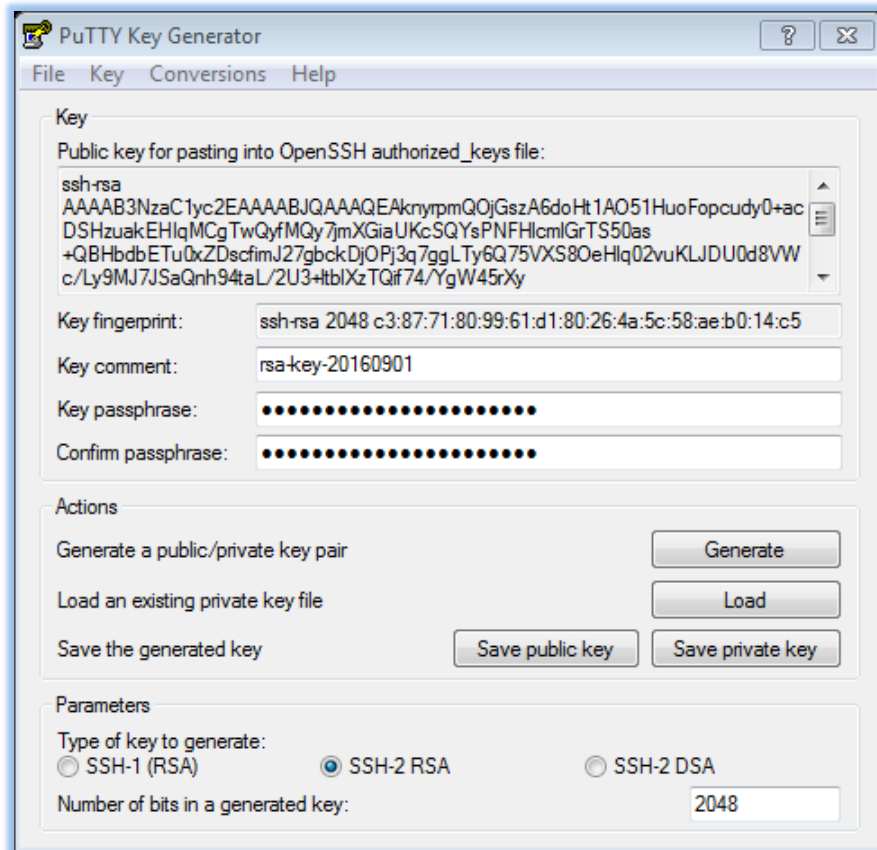 PuTTY Key Generator
File Key Conversions Help
Key
Public key for pasting into OpenSSH authorized_keys file:
ssh-rsa
AAAAB3NzaC1yc2EAAAABJQAAAQEAknyrpmQOjGszA6doHt1AO51HuoFopcudy0+ac
DSHzuakEHIqMCgTwQyfMQy7jmXGiaUKcSQYsPNFHIcmlGrTS50as
+QBHbdbETu0xZDscfimJ27gbckDjOPj3q7ggLTy6Q75VXS8OeHlq02vuKLJDU0d8VW
c/Ly9MJ7JSaQnh94taL/2U3+ltblXzTQif74/YgW45rXy
Key fingerprint: ssh-rsa 2048 c3:87:71:80:99:61:d1:80:26:4a:5c:58:ae:b0:14:c5
Key comment: rsa-key-20160901
Key passphrase: ••••••••••••••••••••••
Confirm passphrase: ••••••••••••••••••••••
Actions
Generate a public/private key pair Generate
Load an existing private key file Load
Save the generated key Save public key Save private key
Parameters
Type of key to generate:
SSH-1 (RSA) SSH-2 RSA SSH-2 DSA
Number of bits in a generated key: 2048